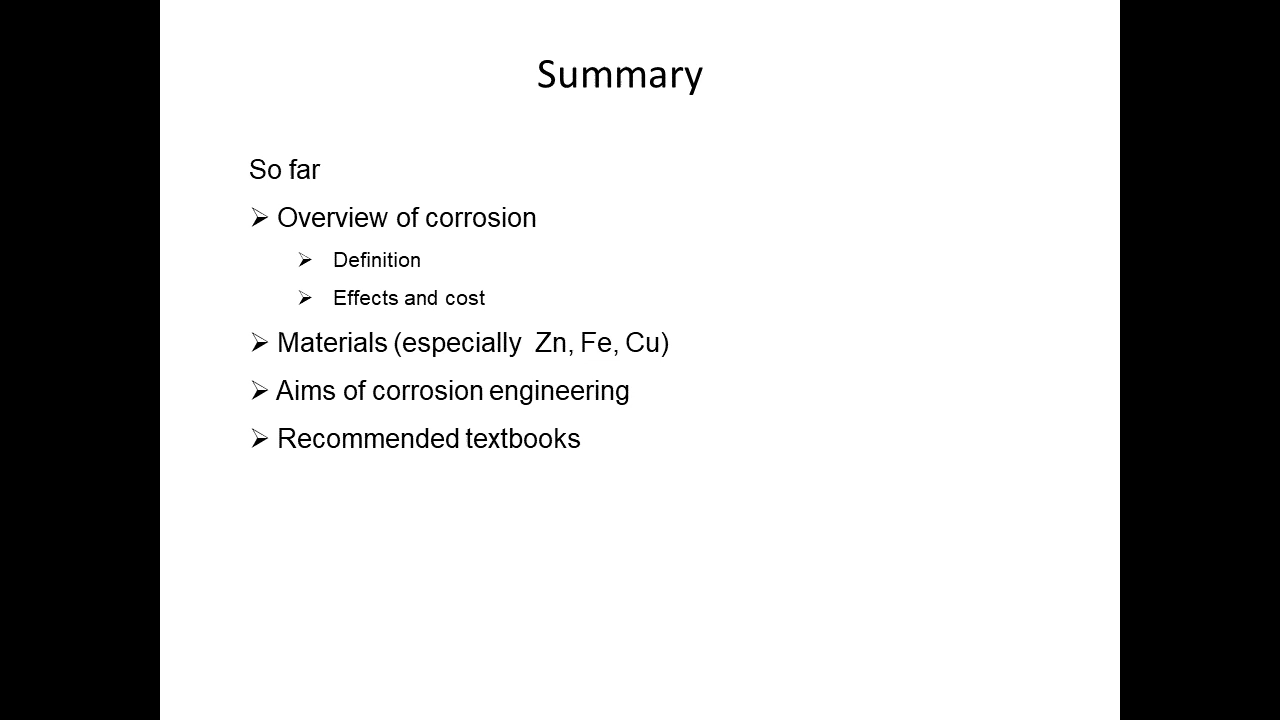 Summary
So far
➢ Overview of corrosion
➢ Definition
➢ Effects and cost
➢ Materials (especially  Zn, Fe, Cu)
➢ Aims of corrosion engineering
➢ Recommended textbooks